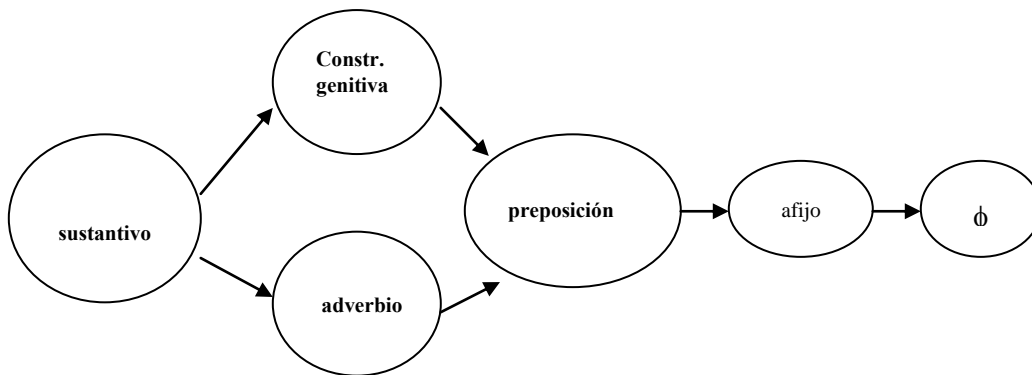 Constr.
genitiva
sustantivo
adverbio
preposición
afijo
ф